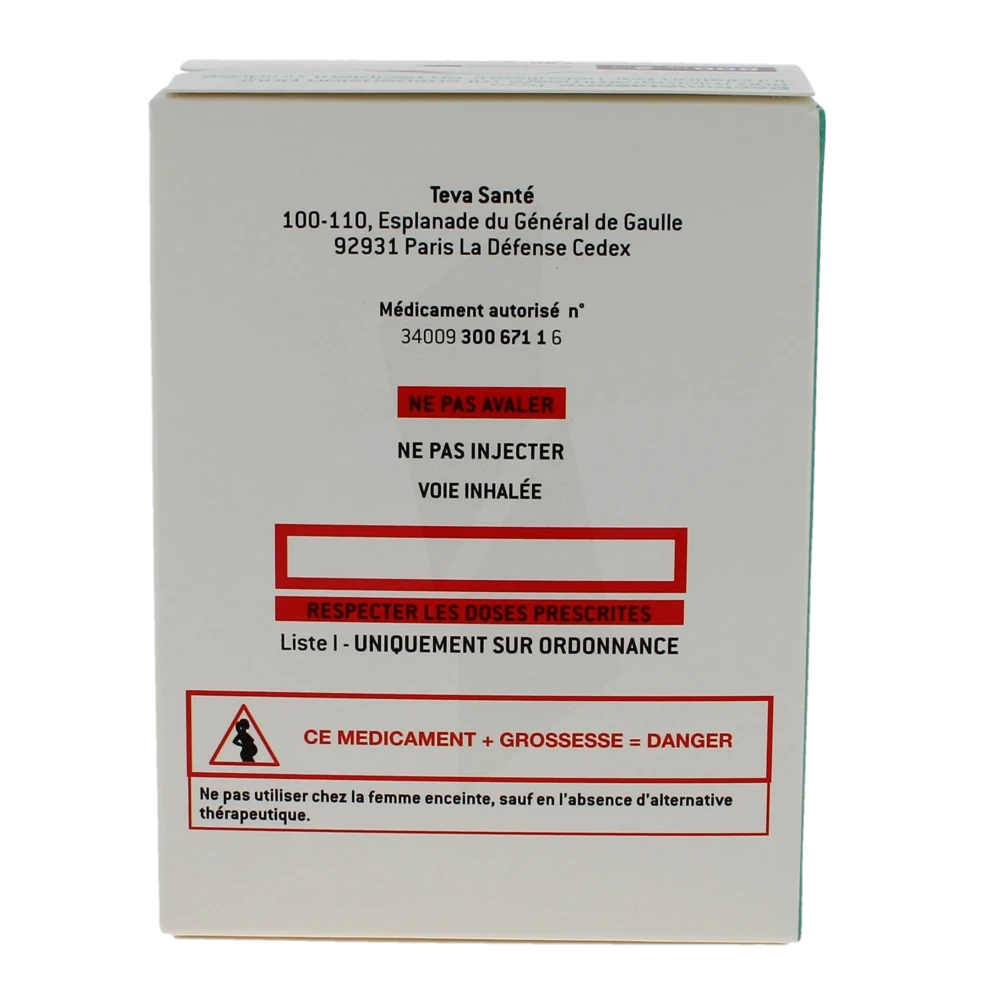 Teva Santé
100-110, Esplanade du Général de Gaulle
92931 Paris La Défense Cedex
Médicament autorisé n°
34009 300 671 1 6
NE PAS AVALER
NE PAS INJECTER
VOIE INHALÉE
RESPECTER LES DOSES PRESCRITES
Liste I - UNIQUEMENT SUR ORDONNANCE
CE MEDICAMENT + GROSSESSE = DANGER
Ne pas utiliser chez la femme enceinte, sauf en l'absence d'alternative
thérapeutique.